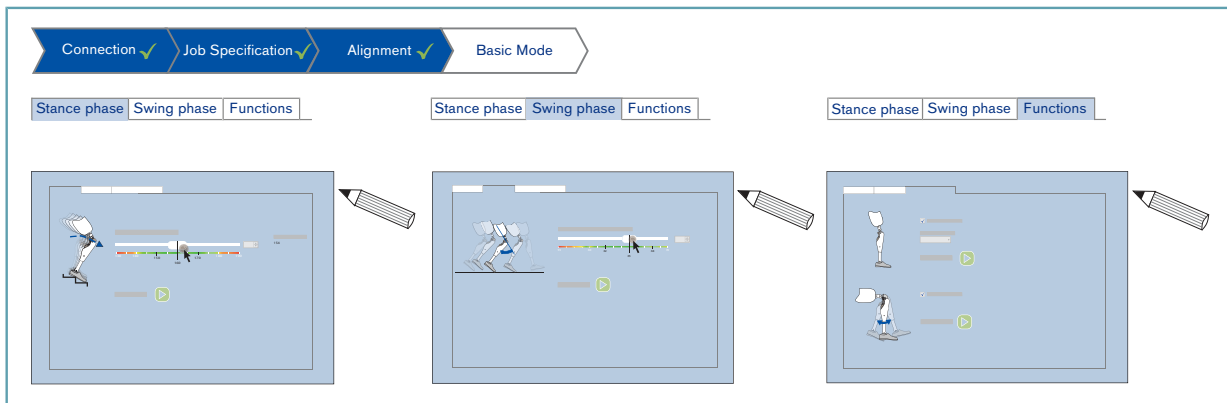 Connection Job Specification Alignment Basic Mode
Stance phase Swing phase Functions
Stance phase Swing phase Functions
Stance phase Swing phase Functions